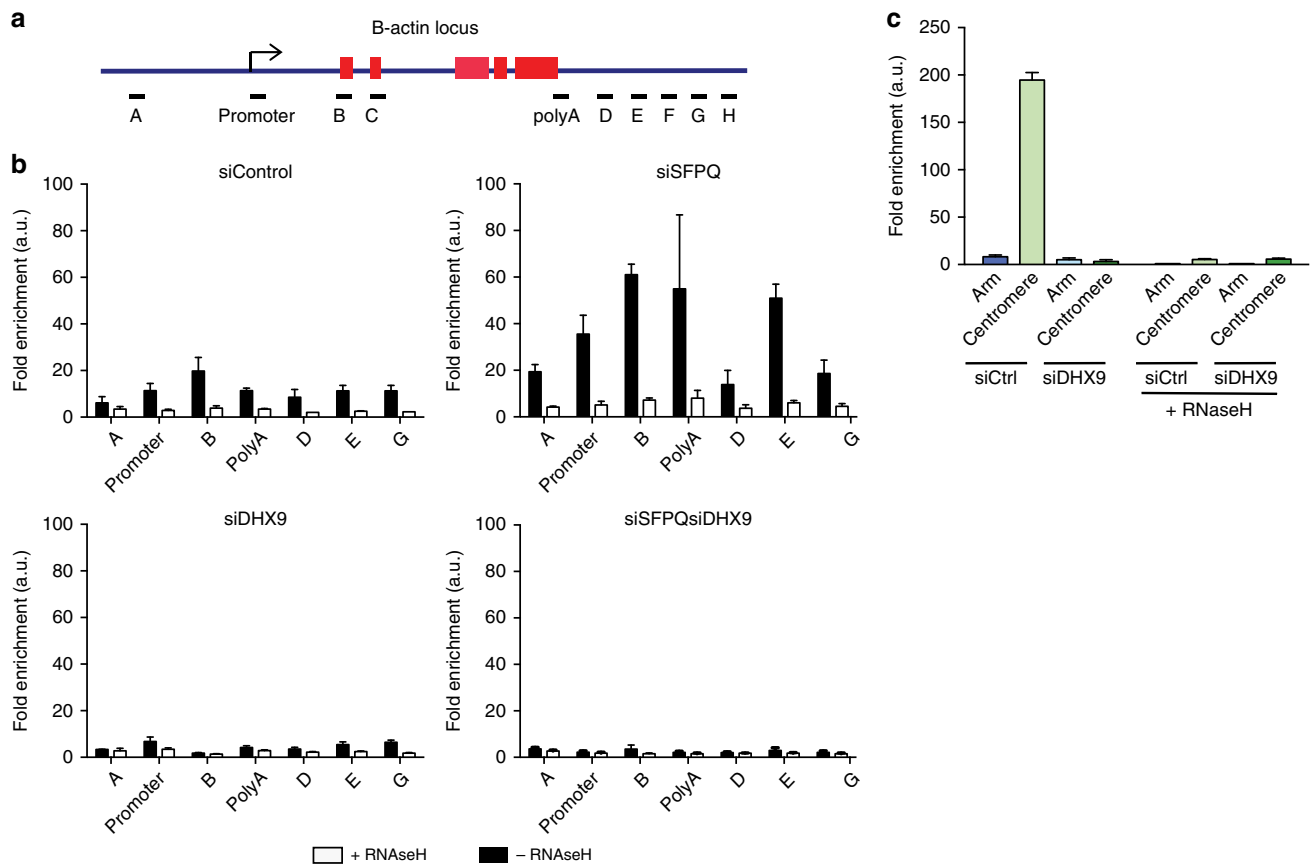 a
B-actin locus
A Promoter B C polyA D E F G H
b
siControl
Fold enrichment (a.u.)
100
80
60
40
20
0
A Promoter B PolyA D E G
siSFPQ
Fold enrichment (a.u.)
100
80
60
40
20
0
A Promoter B PolyA D E G
siDHX9
Fold enrichment (a.u.)
100
80
60
40
20
0
A Promoter B PolyA D E G
siSFPQsiDHX9
Fold enrichment (a.u.)
100
80
60
40
20
0
A Promoter B PolyA D E G
+ RNAseH – RNAseH
c
Fold enrichment (a.u.)
250
200
150
100
50
0
Arm Centromere Arm Centromere Arm Centromere Arm Centromere
siCtrl siDHX9 siCtrl siDHX9
+ RNaseH